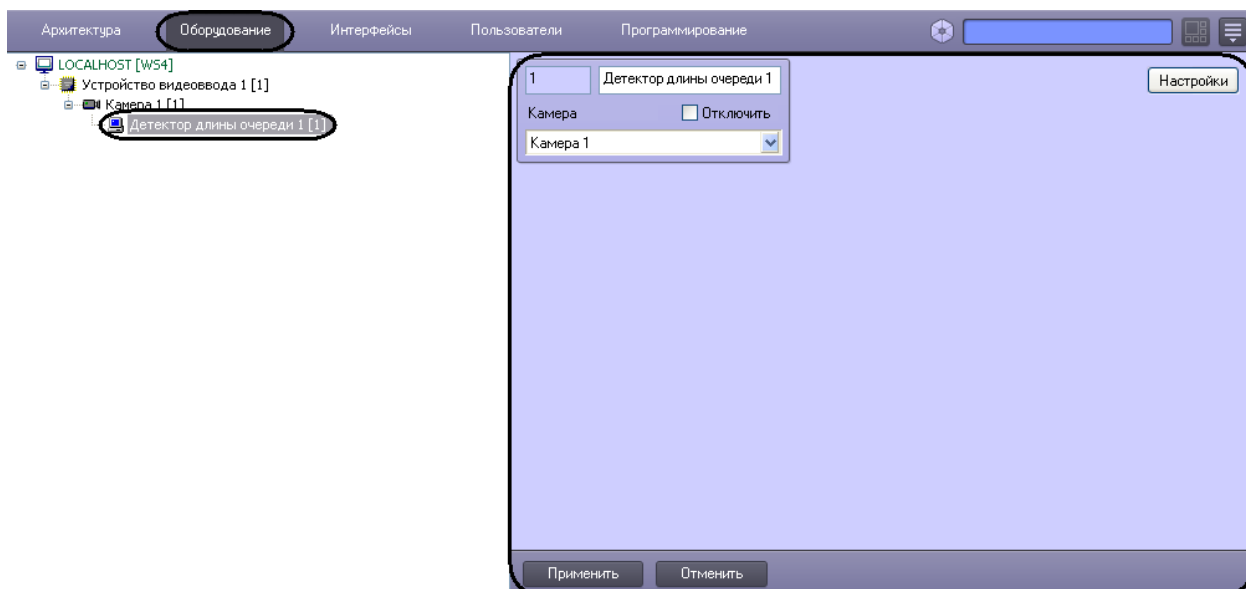 Архитектура Оборудование Интерфейсы Пользователи Программирование
LOCALHOST [WS4]
Устройство видеоввода 1 [1]
Камера 1 [1]
Детектор длины очереди 1 [1]
1 Детектор длины очереди 1
Настройки
Камера Отключить
Камера 1
Применить Отменить